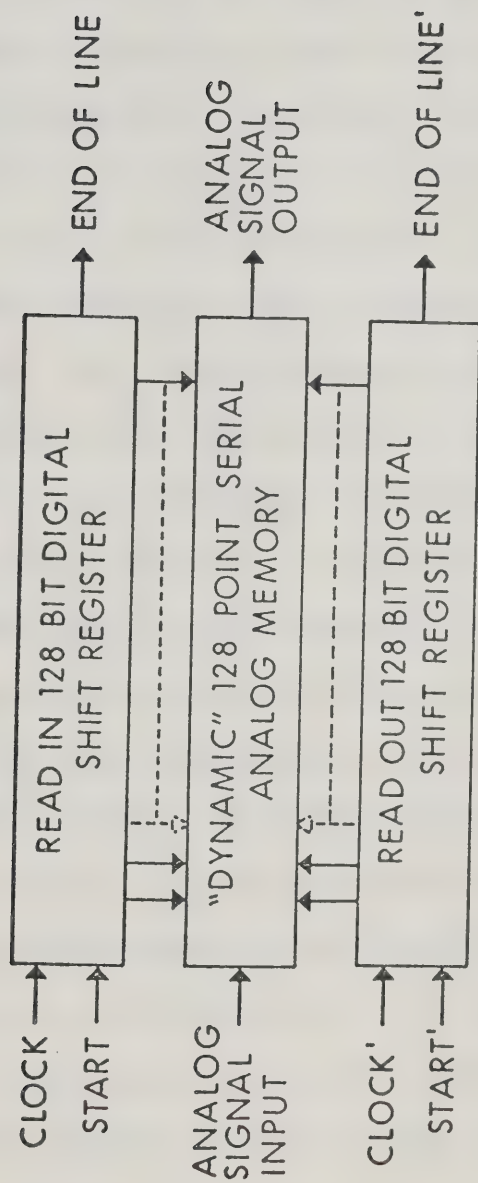 CLOCK
START
READ IN 128 BIT DIGITAL
SHIFT REGISTER
END OF LINE
ANALOG
SIGNAL
INPUT
"DYNAMIC" 128 POINT SERIAL
ANALOG MEMORY
ANALOG
SIGNAL
OUTPUT
CLOCK'
START'
READ OUT 128 BIT DIGITAL
SHIFT REGISTER
END OF LINE'